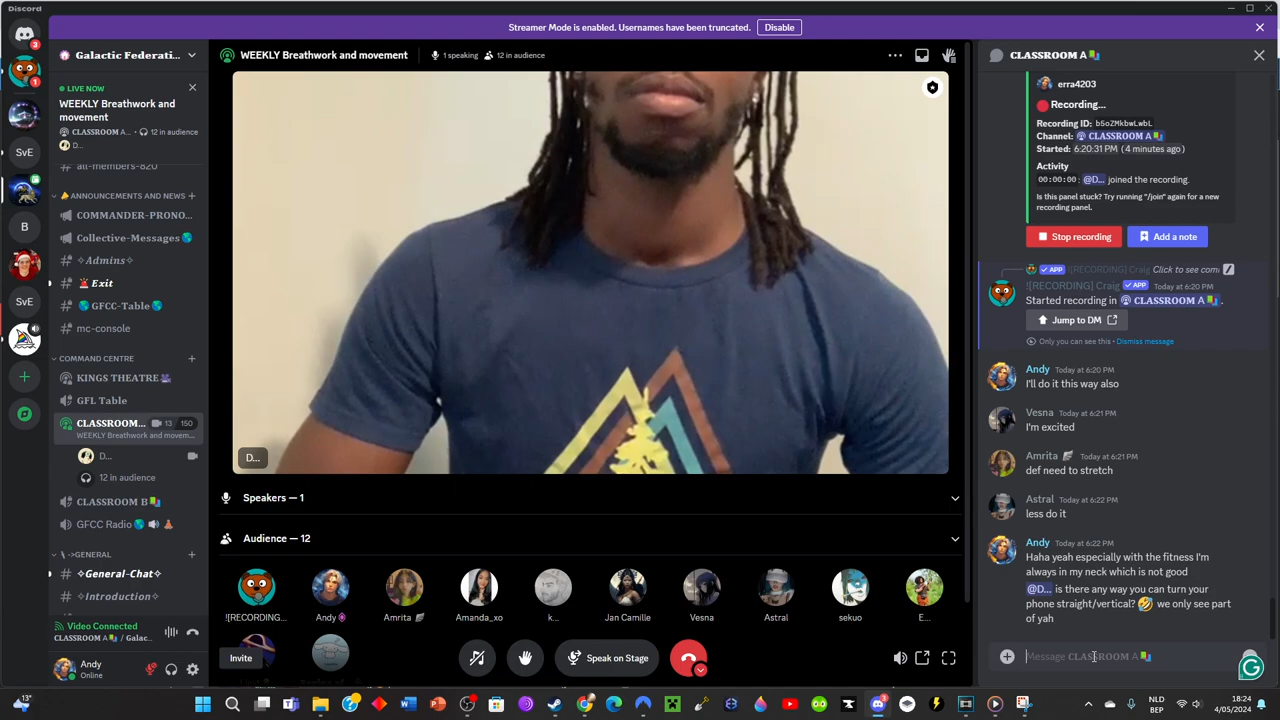 Discord
Streamer Mode is enabled. Usernames have been truncated.
Disable
3
1
SvE
B
SvE
Galactic Federati...
LIVE NOW
WEEKLY Breathwork and
movement
CLASSROOM A...
12 in audience
D...
all-members-820
ANNOUNCEMENTS AND NEWS
COMMANDER-PRONO...
Collective-Messages
✧Admins✧
Exit
GFCC-Table
mc-console
COMMAND CENTRE
KINGS THEATRE
GFL Table
CLASSROOM...
13
150
WEEKLY Breathwork and movem...
D...
12 in audience
CLASSROOM B
GFCC Radio
\ ->GENERAL
✧General-Chat✧
✧Introduction✧
Video Connected
CLASSROOM A / Galac...
Andy
Online
WEEKLY Breathwork and movement
1 speaking
12 in audience
D...
Speakers — 1
Audience — 12
![RECORDING...
Andy
Amrita
Amanda_xo
k...
Jan Camille
Vesna
Astral
sekuo
E...
Invite
Speak on Stage
CLASSROOM A
erra4203
Recording...
Recording ID: b5oZMkbwLwbL
Channel: CLASSROOM A
Started: 6:20:31 PM (4 minutes ago)
Activity
00:00:00: @D... joined the recording.
Is this panel stuck? Try running "/join" again for a new
recording panel.
Stop recording
Add a note
APP ![RECORDING] Craig Click to see com
![RECORDING] Craig APP Today at 6:20 PM
Started recording in CLASSROOM A.
Jump to DM
Only you can see this • Dismiss message
Andy Today at 6:20 PM
I'll do it this way also
Vesna Today at 6:21 PM
I'm excited
Amrita Today at 6:21 PM
def need to stretch
Astral Today at 6:22 PM
less do it
Andy Today at 6:22 PM
Haha yeah especially with the fitness I'm
always in my neck which is not good
@D... is there any way you can turn your
phone straight/vertical? 🤣 we only see part
of yah
Message CLASSROOM A
13°
NLD
BEP
18:24
4/05/2024